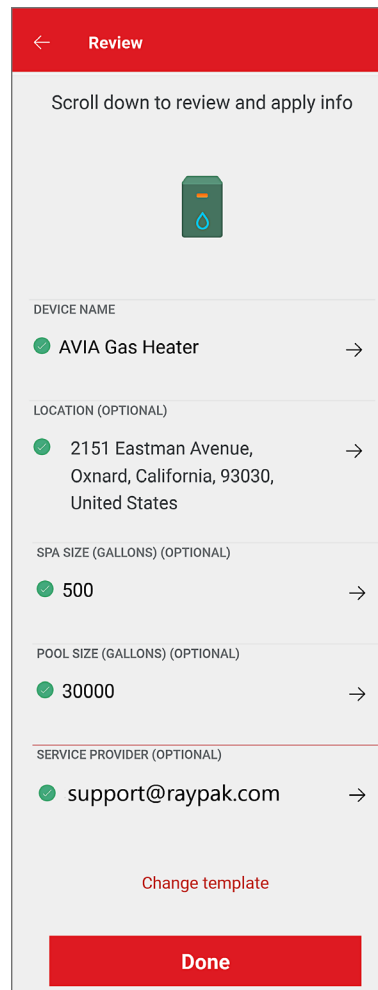 Review
Scroll down to review and apply info
DEVICE NAME
AVIA Gas Heater
LOCATION (OPTIONAL)
2151 Eastman Avenue,
Oxnard, California, 93030,
United States
SPA SIZE (GALLONS) (OPTIONAL)
500
POOL SIZE (GALLONS) (OPTIONAL)
30000
SERVICE PROVIDER (OPTIONAL)
support@raypak.com
Change template
Done